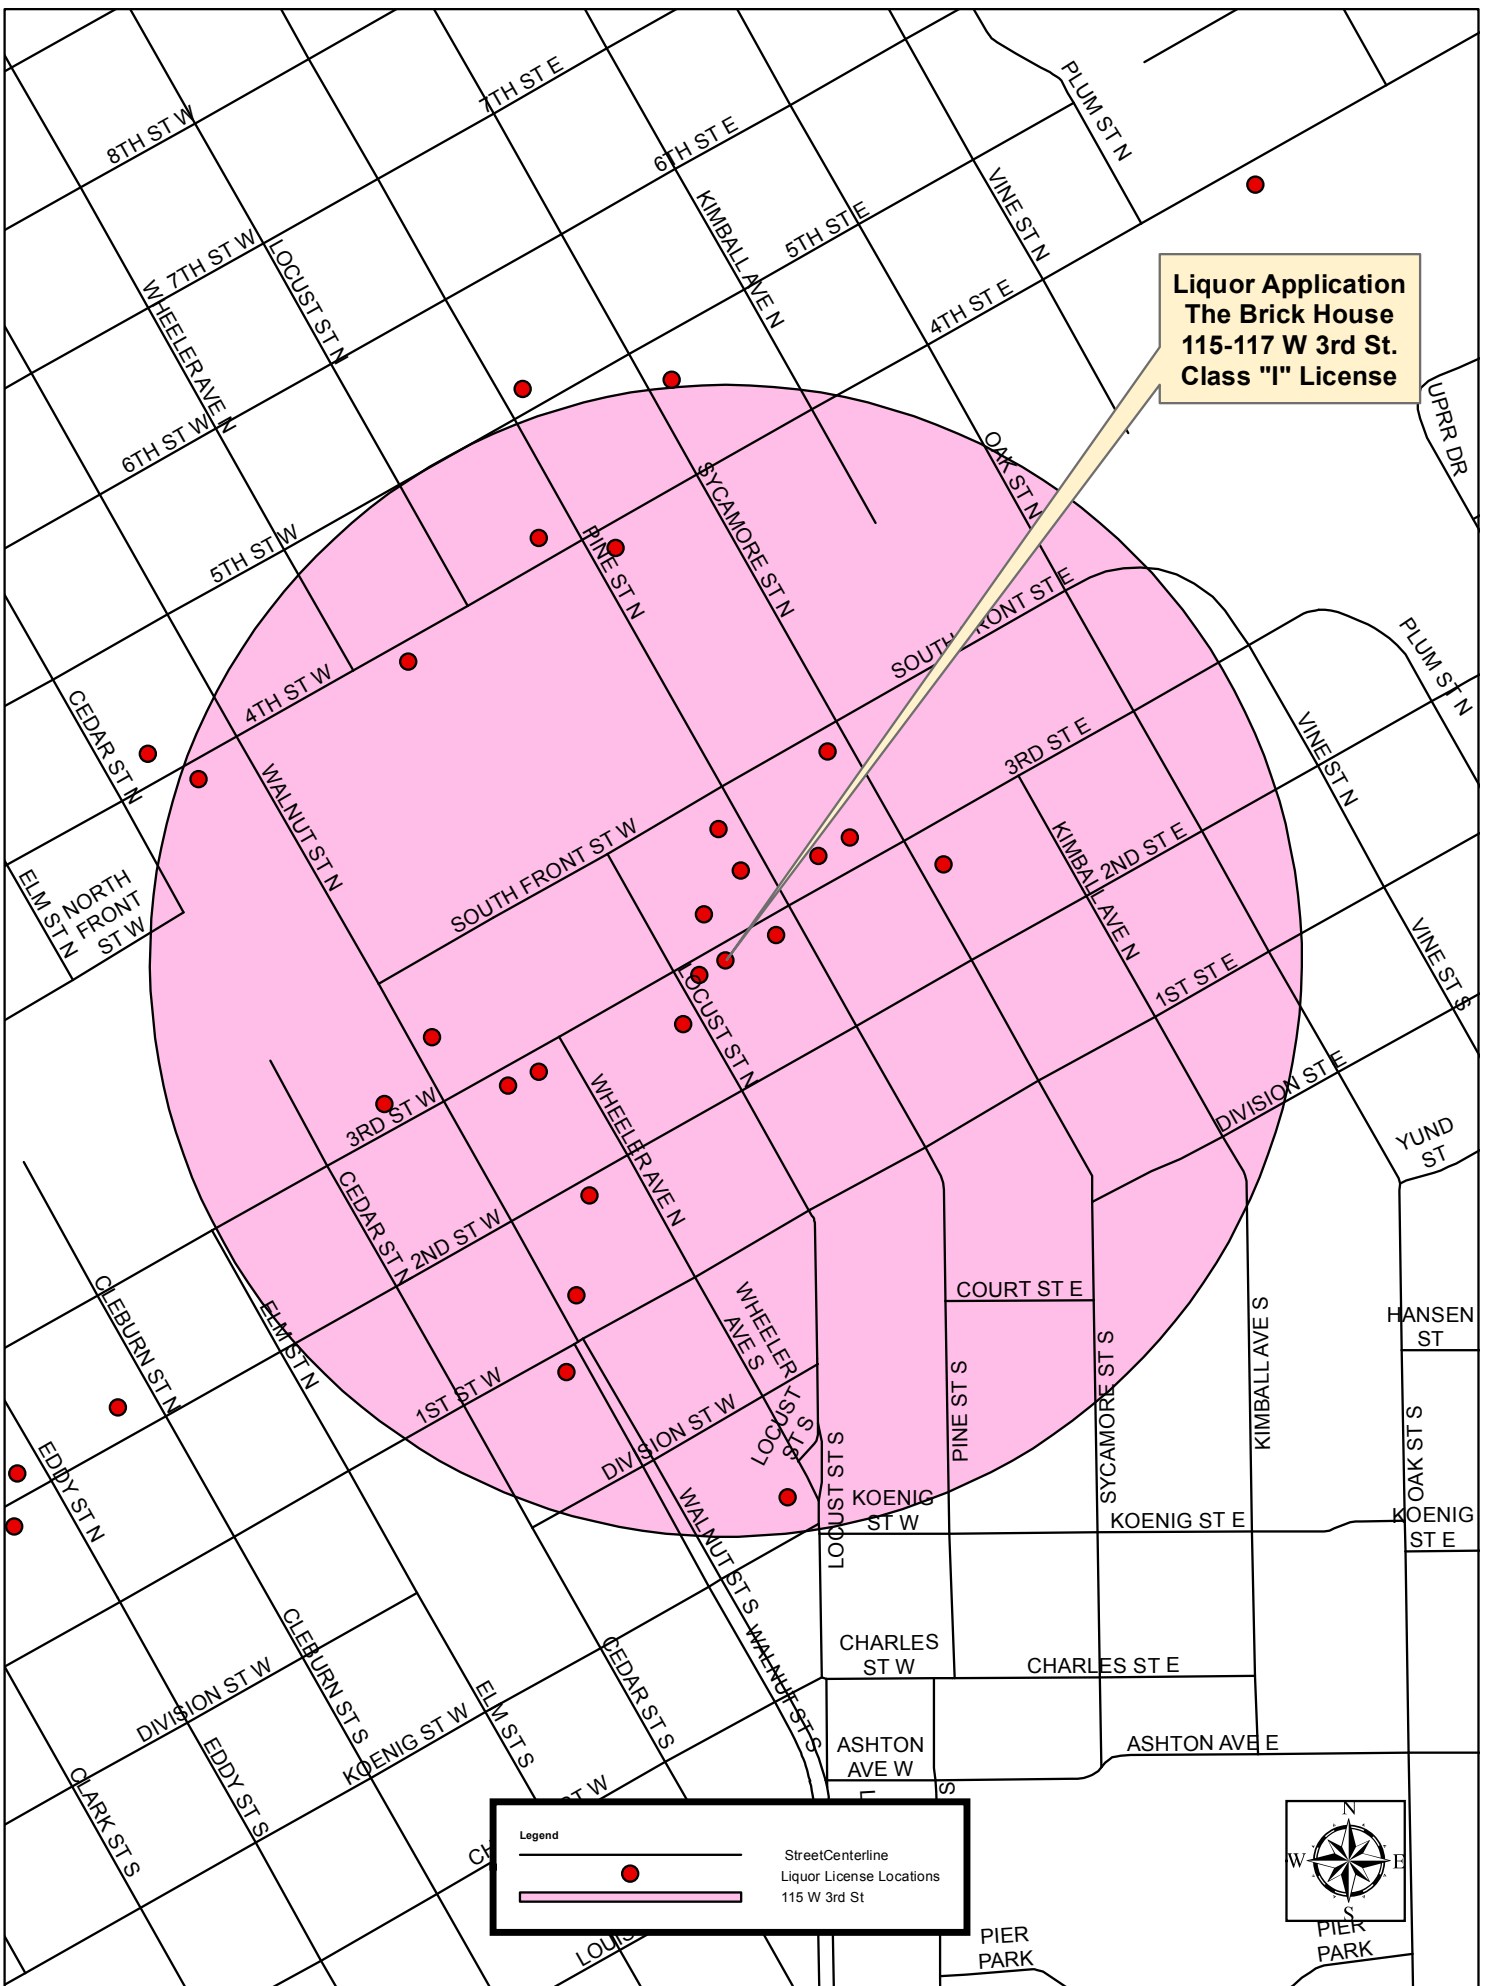 7TH ST E
PLUM ST N
8TH ST W
6TH ST E
VINE ST N
KIMBALL AVE N
5TH ST E
7TH ST W
LOCUST ST N
WHEELER AVE N
4TH ST E
Liquor Application
The Brick House
115-117 W 3rd St.
Class "I" License
UPRR DR
6TH ST W
OAK ST N
SYCAMORE ST N
5TH ST W
PINE ST N
SOUTH FRONT ST E
PLUM ST N
4TH ST W
CEDAR ST N
3RD ST E
VINE ST N
WALNUT ST N
SOUTH FRONT ST W
KIMBALL AVE N
2ND ST E
ELM ST N
NORTH
FRONT
ST W
VINE ST S
1ST ST E
LOCUST ST N
3RD ST W
WHEELER AVE N
DIVISION ST E
YUND
ST
CEDAR ST N
2ND ST W
CLEBURN ST N
ELM ST N
WHEELER
AVE S
COURT ST E
HANSEN
ST
KIMBALL AVE S
SYCAMORE ST S
PINE ST S
1ST ST W
LOCUST
ST S
DIVISION ST W
OAK ST S
EDDY ST N
LOCUST ST S
KOENIG
ST W
KOENIG ST E
KOENIG
ST E
WALNUT ST S
CLEBURN ST S
CEDAR ST S
WALNUT ST S
CHARLES
ST W
CHARLES ST E
DIVISION ST W
ELM ST S
KOENIG ST W
EDDY ST S
ASHTON
AVE W
ASHTON AVE E
CLARK ST S
CH
ST W
L
S
Legend
StreetCenterline
Liquor License Locations
115 W 3rd St
N
W E
S
LOUIS
PIER
PARK
PIER
PARK